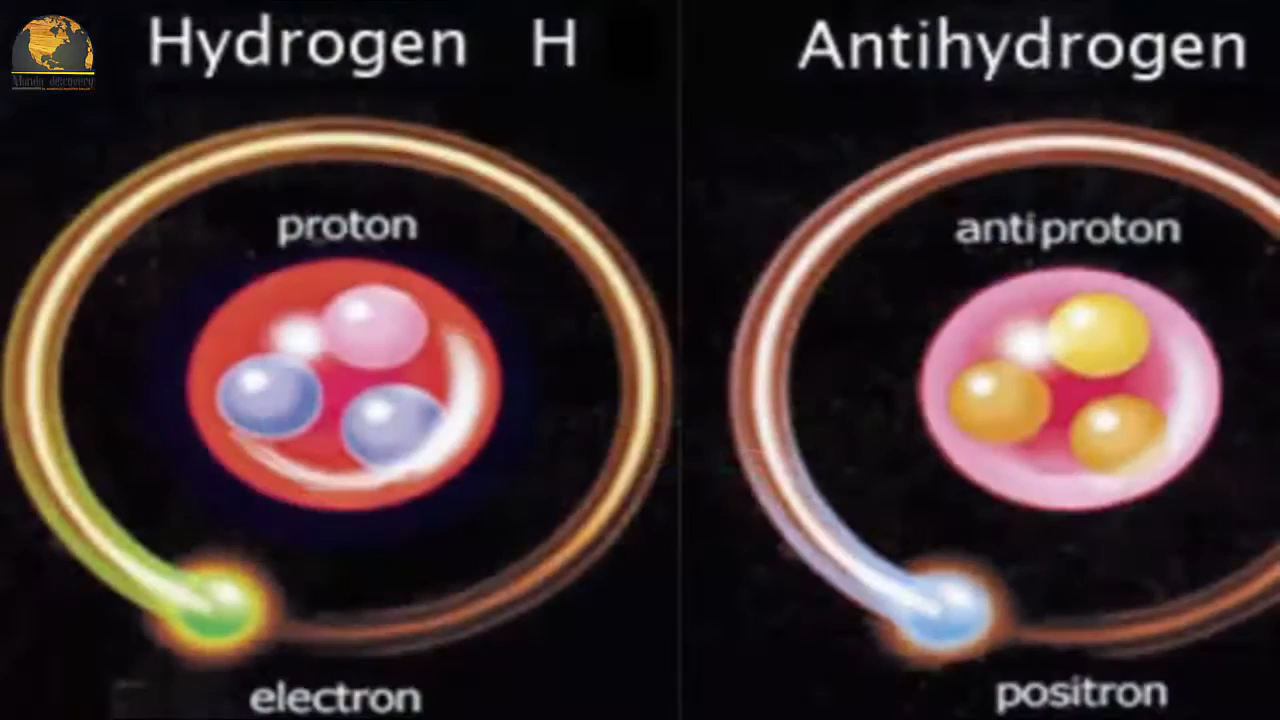 Hydrogen H
Antihydrogen
proton
antiproton
electron
positron